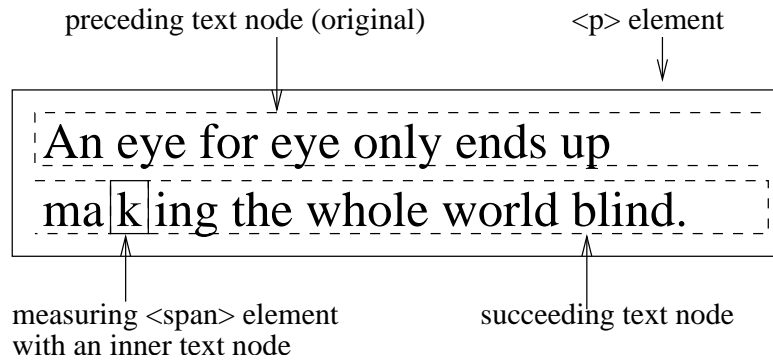 preceding text node (original)
<p> element
An eye for eye only ends up
making the whole world blind.
measuring <span> element
with an inner text node
succeeding text node